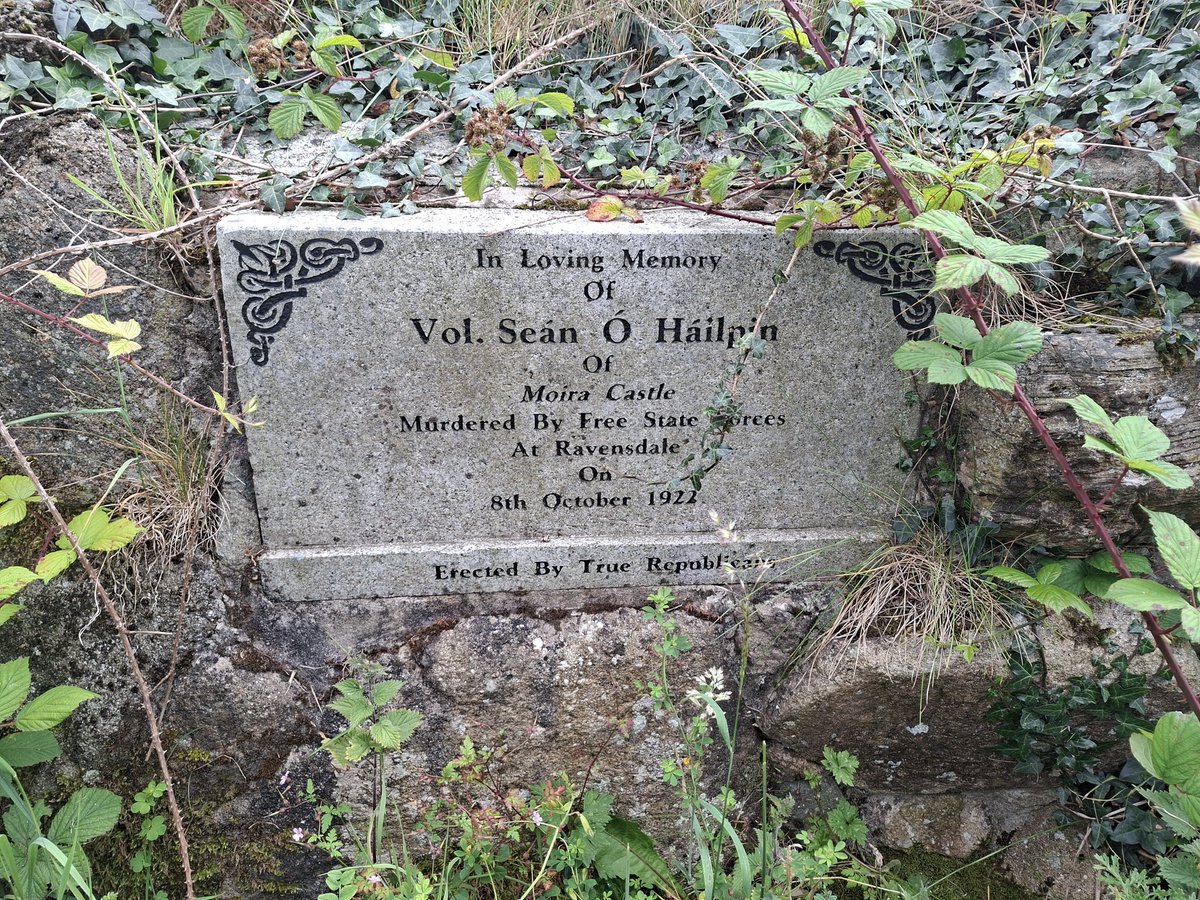 In Loving Memory
Of
Vol. Seán Ó Háilpin
Of
Moira Castle
Murdered By Free State Forces
At Ravensdale
On
8th October 1922
Erected By True Republicans